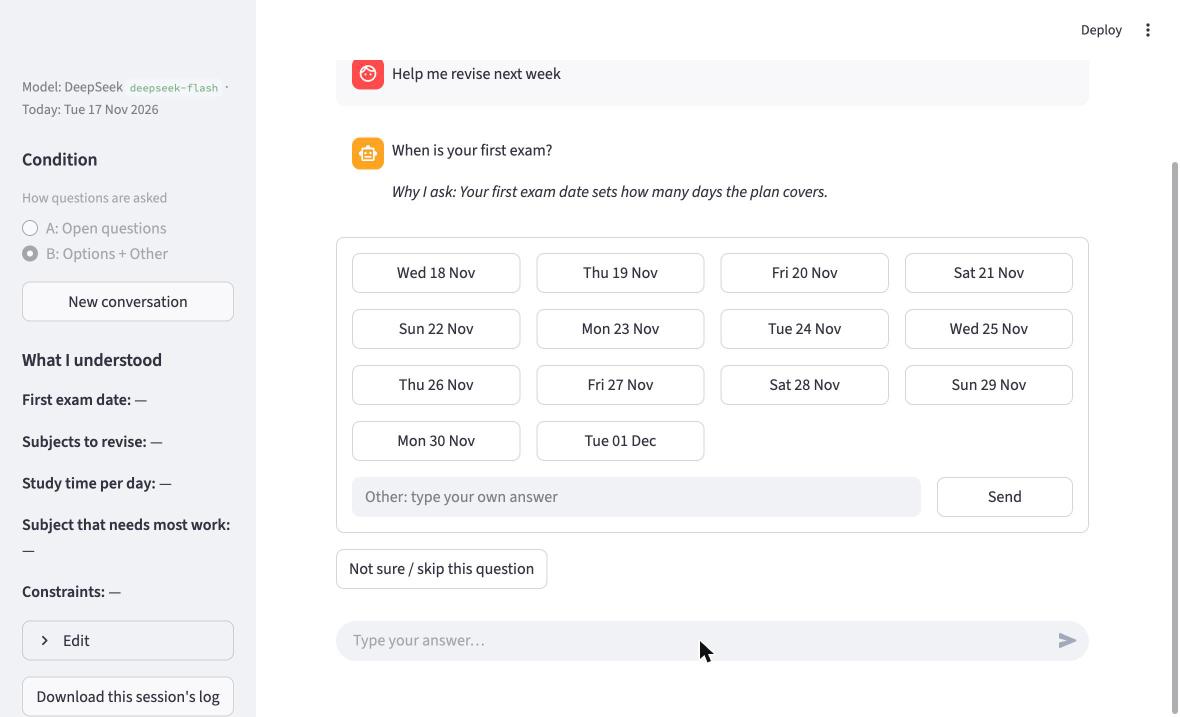 Deploy
Model: DeepSeek deepseek-flash ·
Today: Tue 17 Nov 2026
Condition
How questions are asked
A: Open questions
B: Options + Other
New conversation
What I understood
First exam date: —
Subjects to revise: —
Study time per day: —
Subject that needs most work:
—
Constraints: —
Edit
Download this session's log
Help me revise next week
When is your first exam?
Why I ask: Your first exam date sets how many days the plan covers.
Wed 18 Nov Thu 19 Nov Fri 20 Nov Sat 21 Nov
Sun 22 Nov Mon 23 Nov Tue 24 Nov Wed 25 Nov
Thu 26 Nov Fri 27 Nov Sat 28 Nov Sun 29 Nov
Mon 30 Nov Tue 01 Dec
Other: type your own answer Send
Not sure / skip this question
Type your answer...